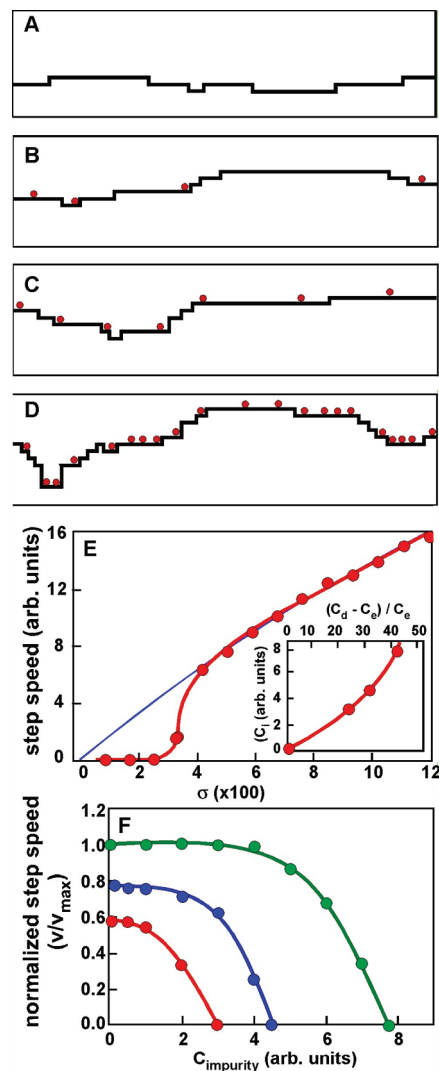 A
B
C
D
E
step speed (arb. units)
16
12
8
4
0
0 2 4 6 8 10 12
σ (x100)
(C_d - C_e) / C_e
0 10 20 30 40 50
(C_i (arb. units)
8
6
4
2
0
F
normalized step speed
(v/v_max)
1.2
1.0
0.8
0.6
0.4
0.2
0.0
0 2 4 6 8
C_impurity (arb. units)